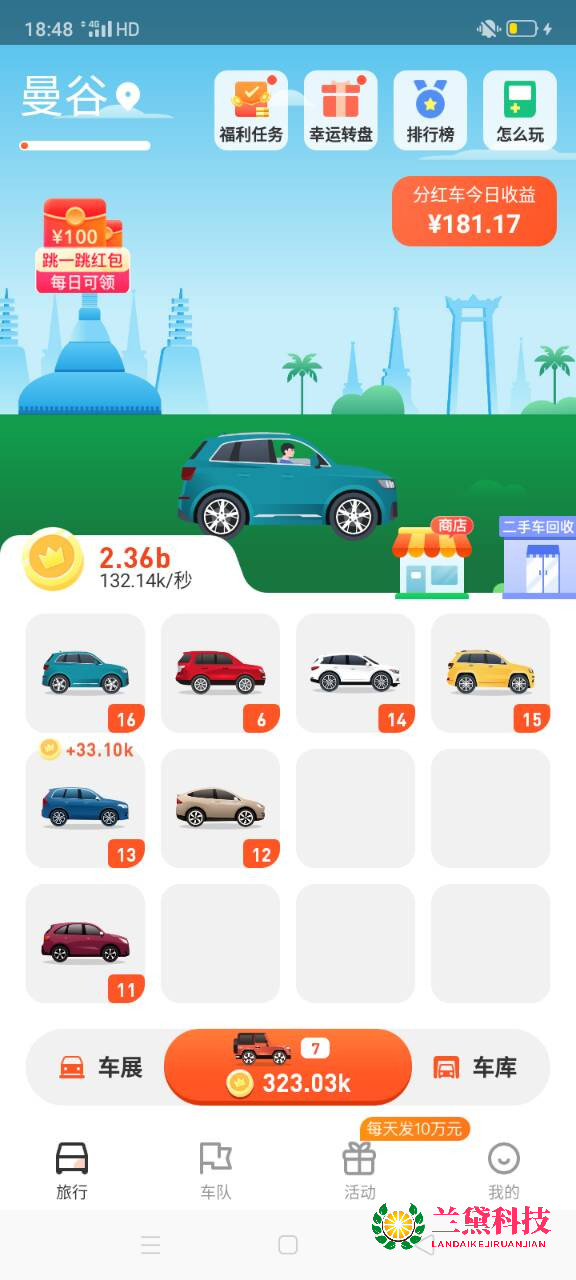 18:48 4G HD
曼谷
福利任务
幸运转盘
排行榜
怎么玩
分红车今日收益
¥181.17
¥100
跳一跳红包
每日可领
商店
二手车回收
2.36b
132.14k/秒
16
6
14
15
+33.10k
13
12
11
车展
7
323.03k
车库
每天发10万元
旅行
车队
活动
我的
兰黛科技
LANDAIKEJIRUANJIAN